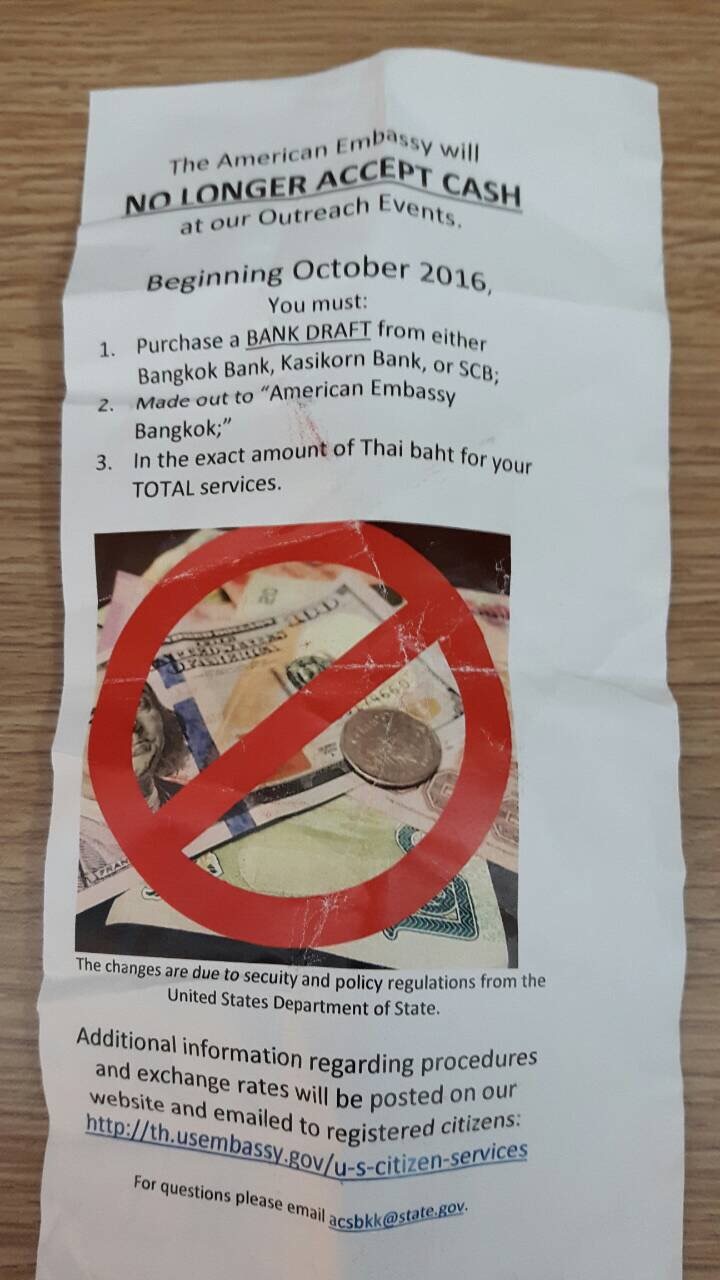 The American Embassy will
NO LONGER ACCEPT CASH
at our Outreach Events.
Beginning October 2016,
You must:
1. Purchase a BANK DRAFT from either
Bangkok Bank, Kasikorn Bank, or SCB;
2. Made out to “American Embassy
Bangkok;”
3. In the exact amount of Thai baht for your
TOTAL services.
100
OF AMERICA
FRAN
The changes are due to secuity and policy regulations from the
United States Department of State.
Additional information regarding procedures
and exchange rates will be posted on our
website and emailed to registered citizens:
http://th.usembassy.gov/u-s-citizen-services
For questions please email acsbkk@state.gov.